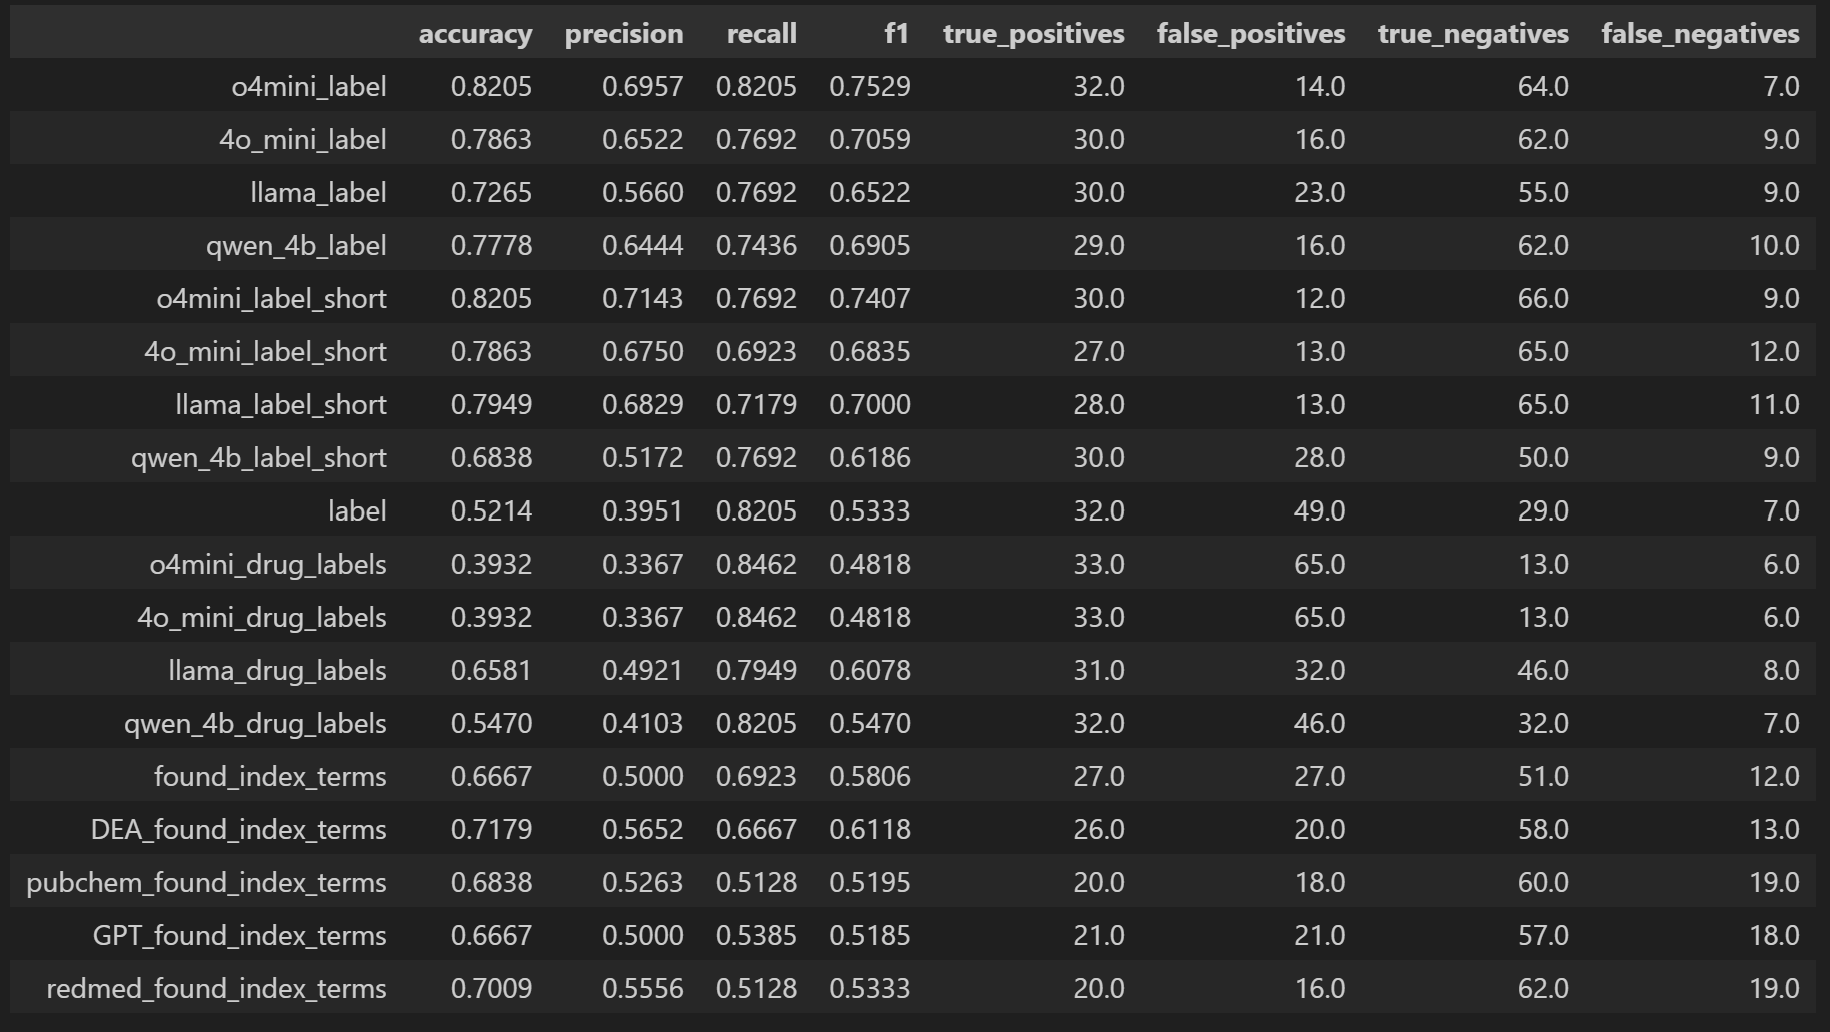 accuracy precision recall f1 true_positives false_positives true_negatives false_negatives
o4mini_label 0.8205 0.6957 0.8205 0.7529 32.0 14.0 64.0 7.0
4o_mini_label 0.7863 0.6522 0.7692 0.7059 30.0 16.0 62.0 9.0
llama_label 0.7265 0.5660 0.7692 0.6522 30.0 23.0 55.0 9.0
qwen_4b_label 0.7778 0.6444 0.7436 0.6905 29.0 16.0 62.0 10.0
o4mini_label_short 0.8205 0.7143 0.7692 0.7407 30.0 12.0 66.0 9.0
4o_mini_label_short 0.7863 0.6750 0.6923 0.6835 27.0 13.0 65.0 12.0
llama_label_short 0.7949 0.6829 0.7179 0.7000 28.0 13.0 65.0 11.0
qwen_4b_label_short 0.6838 0.5172 0.7692 0.6186 30.0 28.0 50.0 9.0
label 0.5214 0.3951 0.8205 0.5333 32.0 49.0 29.0 7.0
o4mini_drug_labels 0.3932 0.3367 0.8462 0.4818 33.0 65.0 13.0 6.0
4o_mini_drug_labels 0.3932 0.3367 0.8462 0.4818 33.0 65.0 13.0 6.0
llama_drug_labels 0.6581 0.4921 0.7949 0.6078 31.0 32.0 46.0 8.0
qwen_4b_drug_labels 0.5470 0.4103 0.8205 0.5470 32.0 46.0 32.0 7.0
found_index_terms 0.6667 0.5000 0.6923 0.5806 27.0 27.0 51.0 12.0
DEA_found_index_terms 0.7179 0.5652 0.6667 0.6118 26.0 20.0 58.0 13.0
pubchem_found_index_terms 0.6838 0.5263 0.5128 0.5195 20.0 18.0 60.0 19.0
GPT_found_index_terms 0.6667 0.5000 0.5385 0.5185 21.0 21.0 57.0 18.0
redmed_found_index_terms 0.7009 0.5556 0.5128 0.5333 20.0 16.0 62.0 19.0